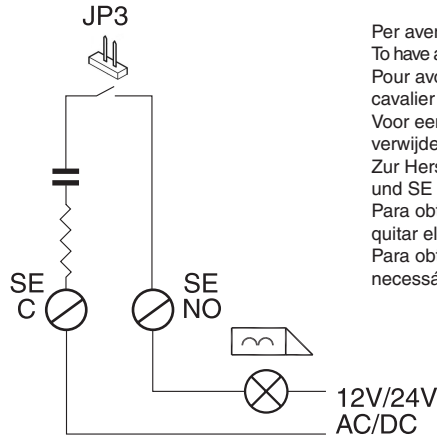 JP3
Per aver
To have a
Pour avo
cavalier
Voor eer
verwijde
Zur Hers
und SE
Para obt
quitar el
Para obt
necessá
SE
C
SE
NO
12V/24V
AC/DC